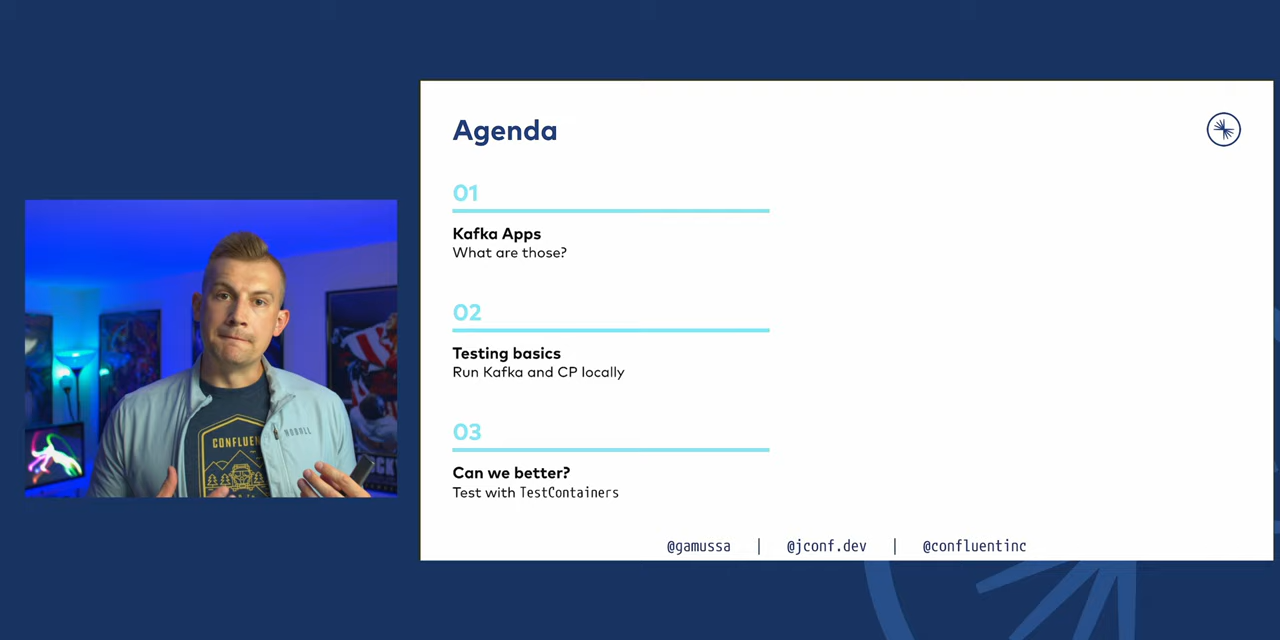 Agenda
01
Kafka Apps
What are those?
02
Testing basics
Run Kafka and CP locally
03
Can we better?
Test with TestContainers
@gamussa | @jconf.dev | @confluentinc
NOBULL